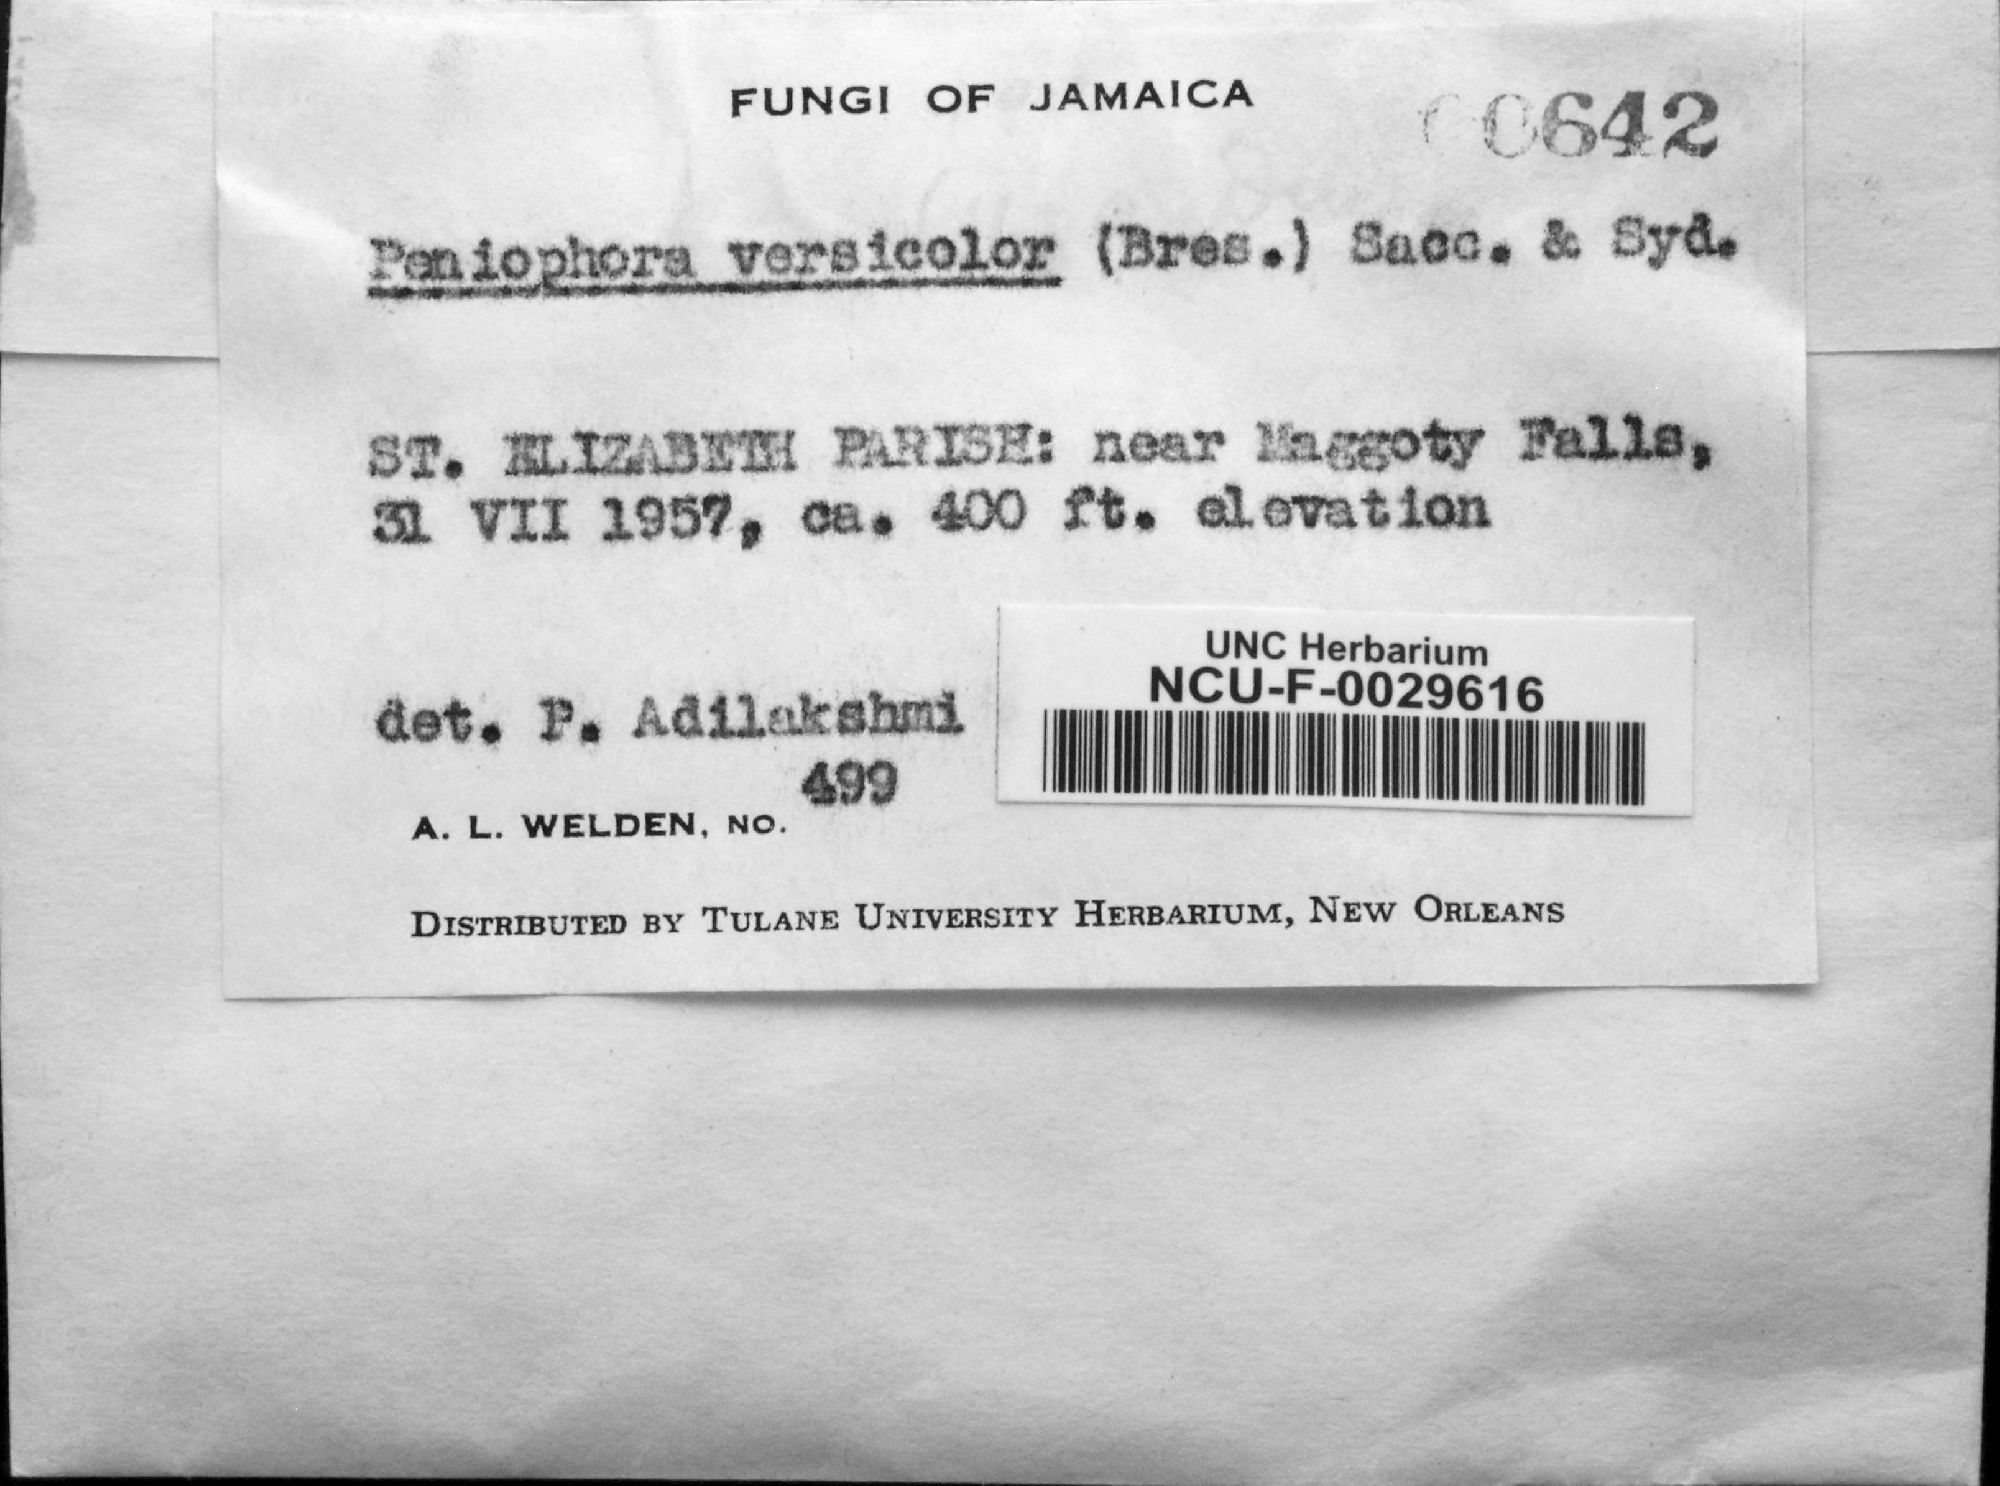 FUNGI OF JAMAICA
00642
Peniophora versicolor (Bres.) Sacc. & Syd.
ST. ELIZABETH PARISH: near Maggoty Falls,
31 VII 1957, ca. 400 ft. elevation
UNC Herbarium
NCU-F-0029616
det. P. Adilakshmi
499
A. L. WELDEN, NO.
DISTRIBUTED BY TULANE UNIVERSITY HERBARIUM, NEW ORLEANS